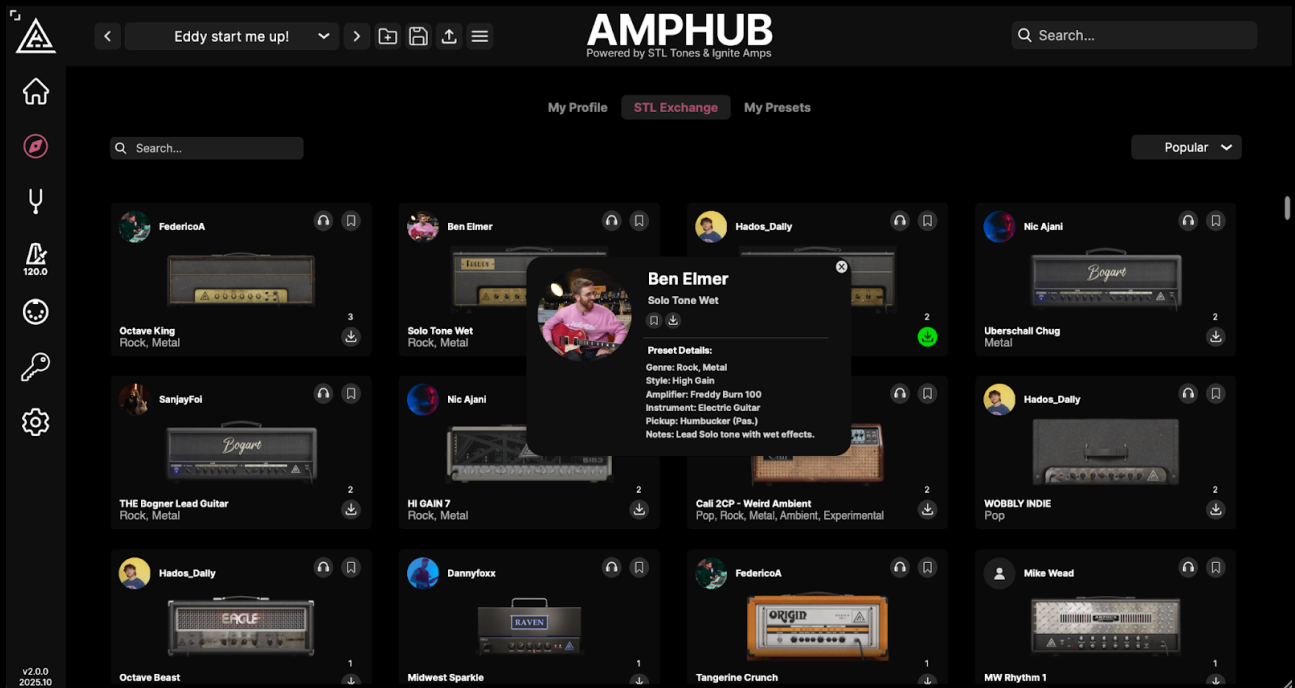 Eddy start me up!
AMPHUB
Powered by STL Tones & Ignite Amps
Search...
My Profile
STL Exchange
My Presets
Search...
Popular
120.0
FedericoA
3
Octave King
Rock, Metal
Ben Elmer
FREDDY
Solo Tone Wet
Rock, Metal
Hados_Dally
2
Nic Ajani
Bogart
2
Uberschall Chug
Metal
Ben Elmer
Solo Tone Wet
Preset Details:
Genre: Rock, Metal
Style: High Gain
Amplifier: Freddy Burn 100
Instrument: Electric Guitar
Pickup: Humbucker (Pas.)
Notes: Lead Solo tone with wet effects.
SanjayFoi
Bogart
2
THE Bogner Lead Guitar
Rock, Metal
Nic Ajani
2
HI GAIN 7
Rock, Metal
Cali
2
Cali 2CP - Weird Ambient
Pop, Rock, Metal, Ambient, Experimental
Hados_Dally
2
WOBBLY INDIE
Pop
Hados_Dally
EAGLE
1
Octave Beast
Dannyfoxx
RAVEN
1
Midwest Sparkle
FedericoA
ORIGIN
1
Tangerine Crunch
Mike Wead
1
MW Rhythm 1
v2.0.0
2025.10